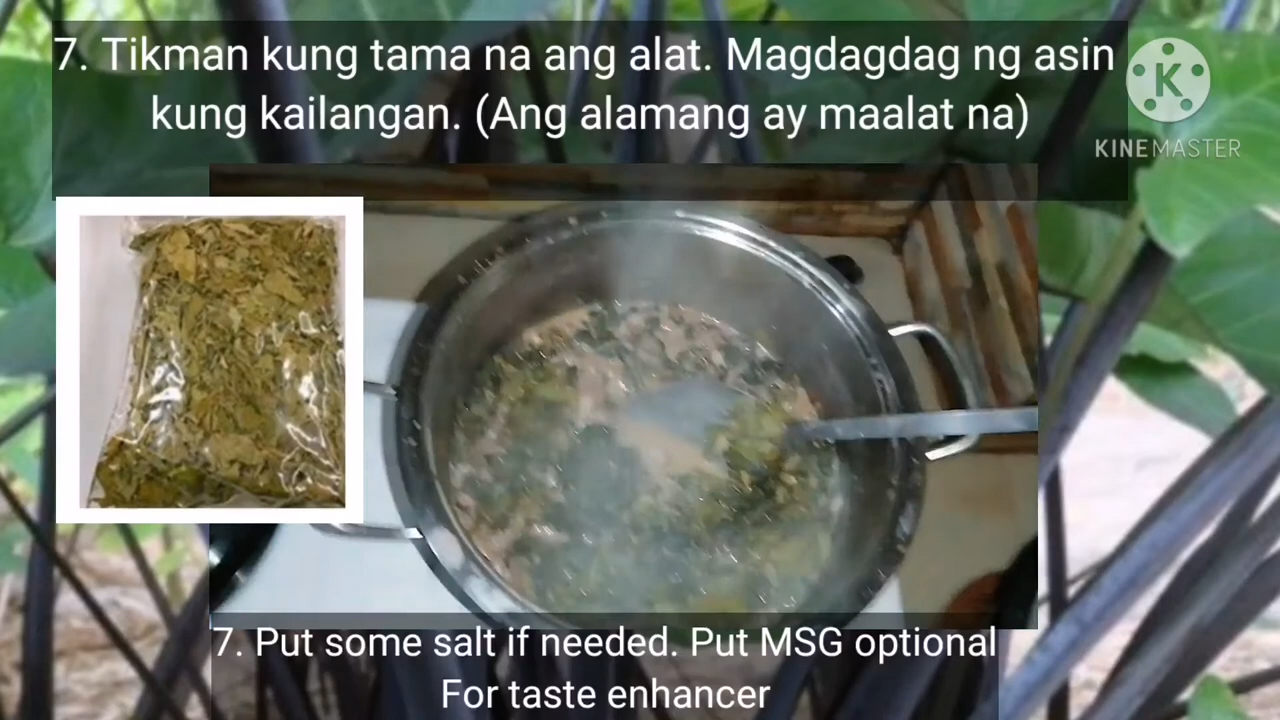 7. Tikman kung tama na ang alat. Magdagdag ng asin
kung kailangan. (Ang alamang ay maalat na)
K
KINEMASTER
7. Put some salt if needed. Put MSG optional
For taste enhancer